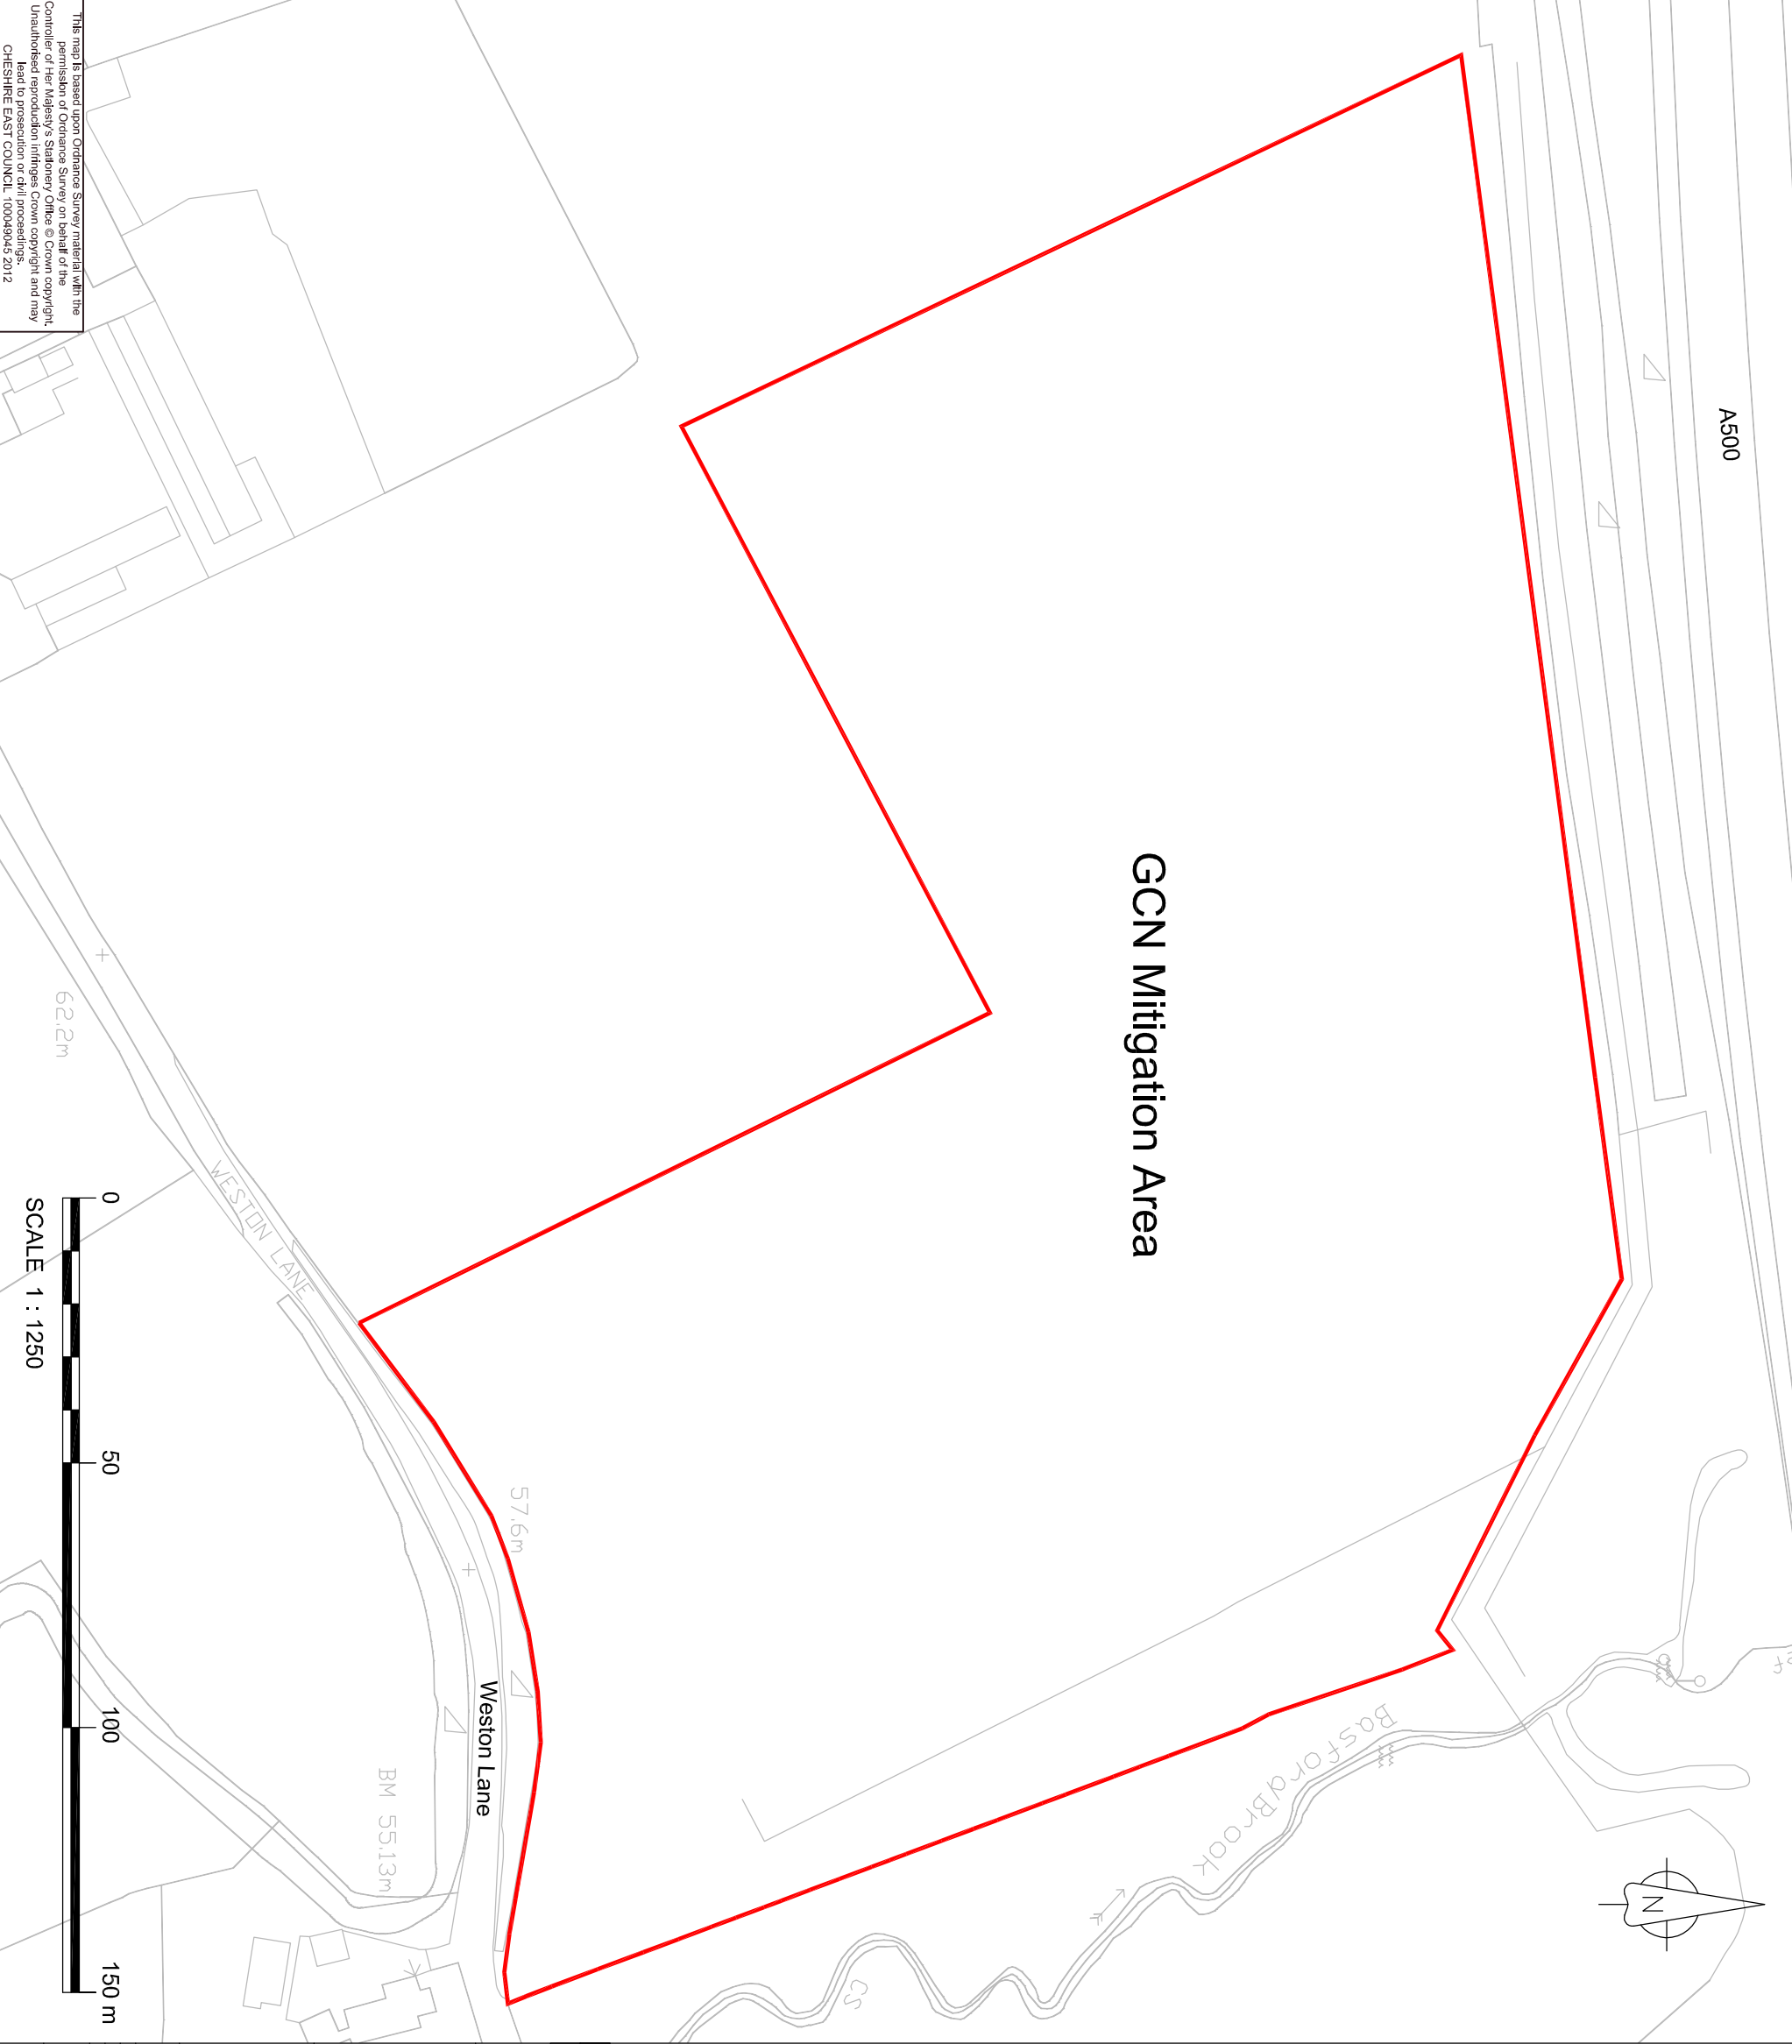 A500
GCN Mitigation Area
Basford Brook
CS
57.6m
Weston Lane
BM 55.13m
WESTON LANE
62.2m
N
0 50 100 150 m
SCALE 1 : 1250
This map is based upon Ordnance Survey material with the
permission of Ordnance Survey on behalf of the
Controller of Her Majesty's Stationery Office © Crown copyright.
Unauthorised reproduction infringes Crown copyright and may
lead to prosecution or civil proceedings.
CHESHIRE EAST COUNCIL 100049045 2012